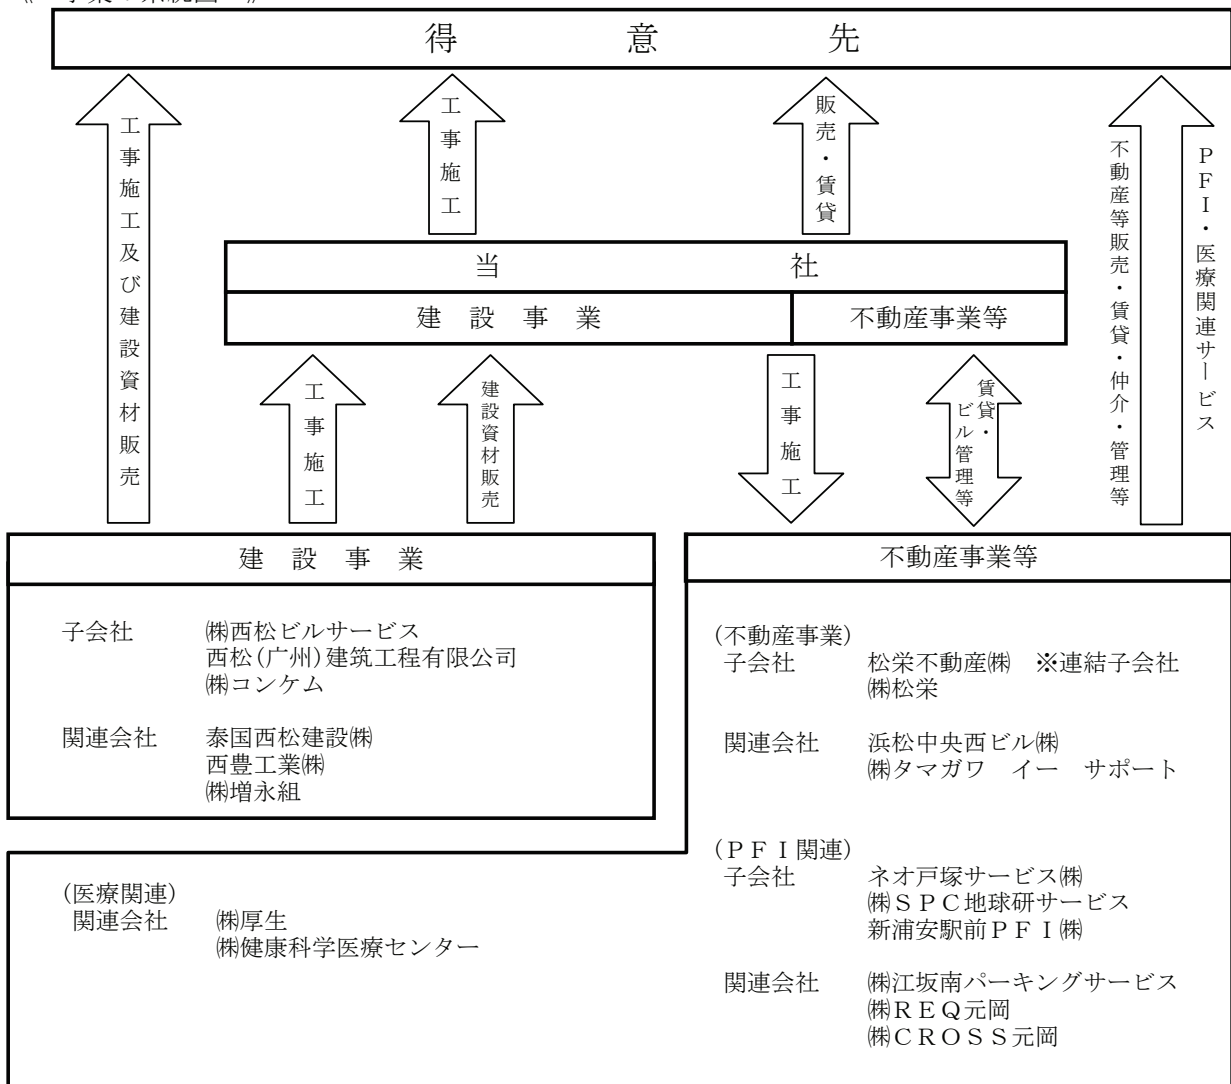 得意先
工事施工及び建設資材販売
工事施工
販売・賃貸
不動産等販売・賃貸・仲介・管理等
ＰＦＩ・医療関連サービス
当社
建設事業
不動産事業等
工事施工
建設資材販売
工事施工
賃貸・
ビル管理等
建設事業
子会社　㈱西松ビルサービス
西松(广州)建筑工程有限公司
㈱コンケム
関連会社　泰国西松建設㈱
西豊工業㈱
㈱増永組
(医療関連)
関連会社　㈱厚生
㈱健康科学医療センター
不動産事業等
(不動産事業)
子会社　松栄不動産㈱　※連結子会社
㈱松栄
関連会社　浜松中央西ビル㈱
㈱タマガワ　イー　サポート
(ＰＦＩ関連)
子会社　ネオ戸塚サービス㈱
㈱ＳＰＣ地球研サービス
新浦安駅前ＰＦＩ㈱
関連会社　㈱江坂南パーキングサービス
㈱ＲＥＱ元岡
㈱ＣＲＯＳＳ元岡